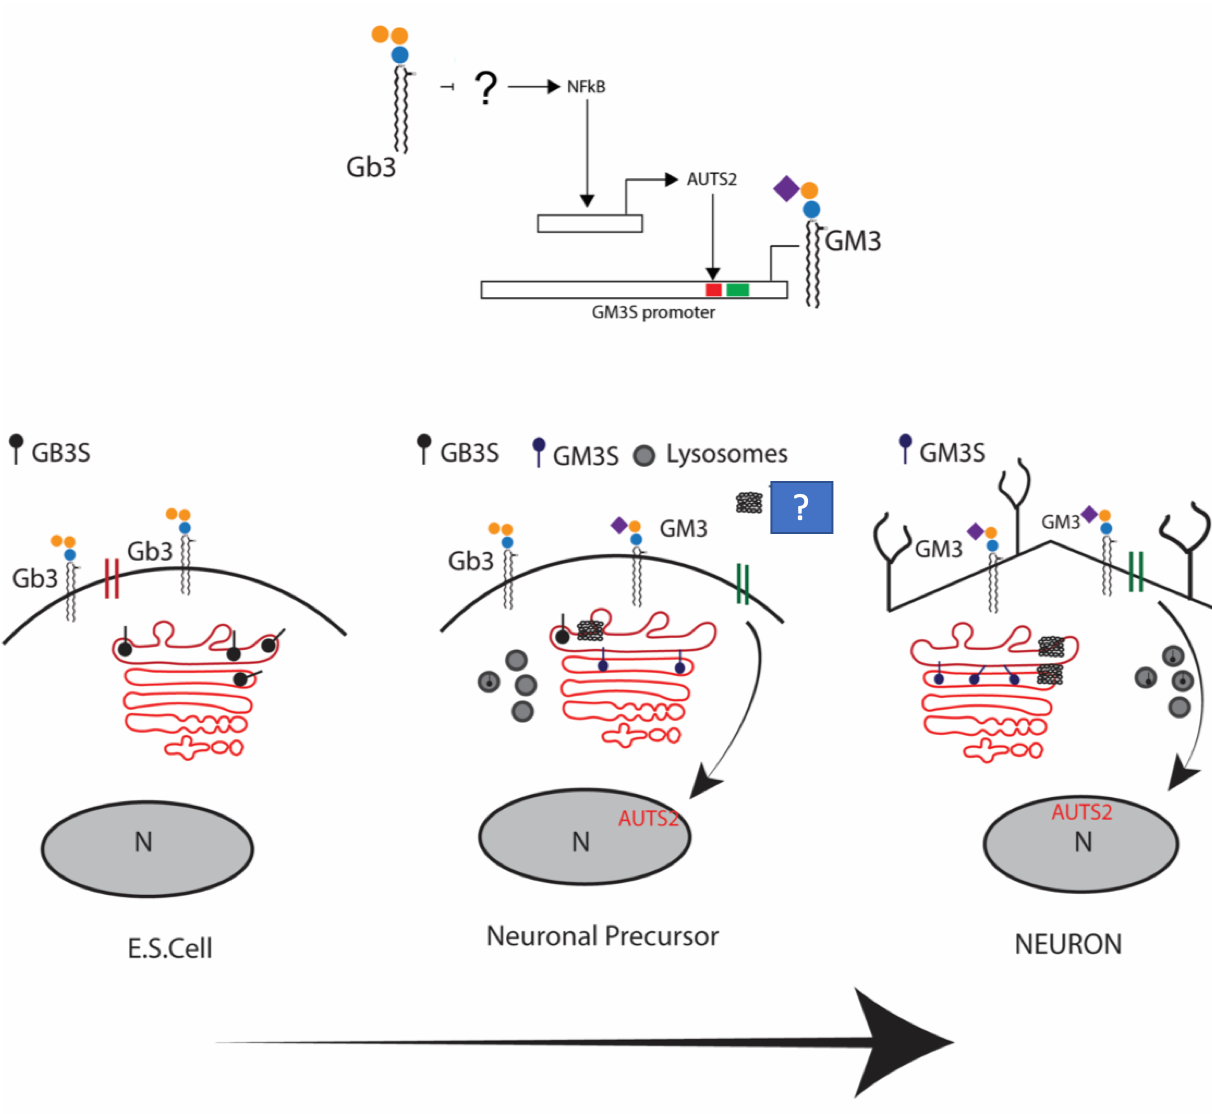 ? NFkB
Gb3
AUTS2
GM3
GM3S promoter
GB3S
GB3S GM3S Lysosomes
GM3S
?
Gb3 Gb3
Gb3 GM3
GM3 GM3
N
AUTS2
N
AUTS2
N
E.S.Cell
Neuronal Precursor
NEURON